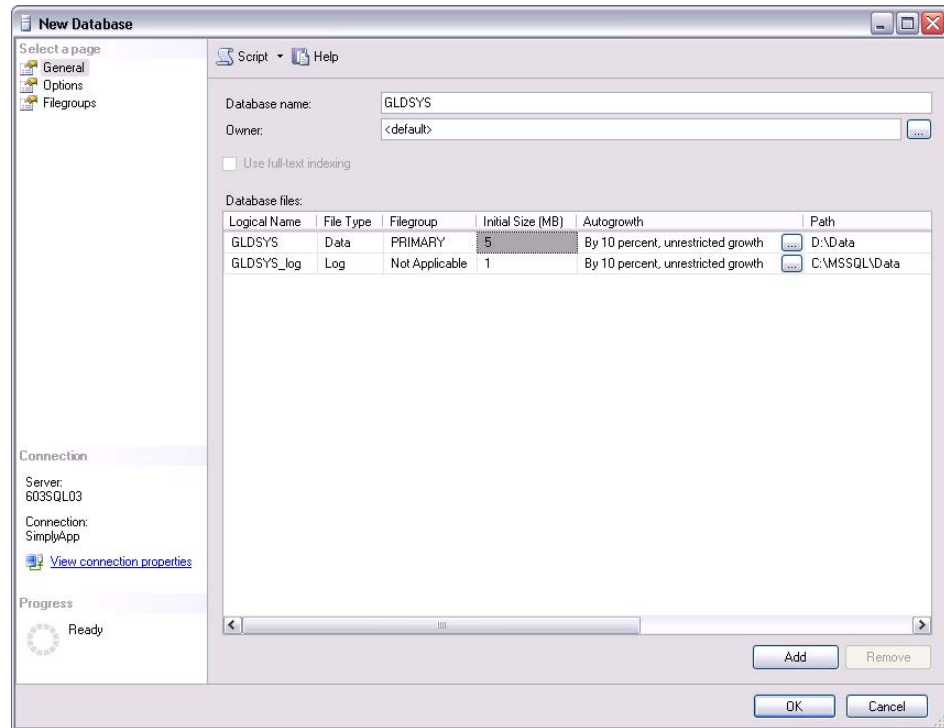 New Database
Select a page
General
Options
Filegroups
Script Help
Database name: GLDSYS
Owner: <default> ...
Use full-text indexing
Database files:
Logical Name File Type Filegroup Initial Size (MB) Autogrowth Path
GLDSYS Data PRIMARY 5 By 10 percent, unrestricted growth ... D:\Data
GLDSYS_log Log Not Applicable 1 By 10 percent, unrestricted growth ... C:\MSSQL\Data
Connection
Server:
603SQL03
Connection:
SimplyApp
View connection properties
Progress
Ready
Add Remove
OK Cancel